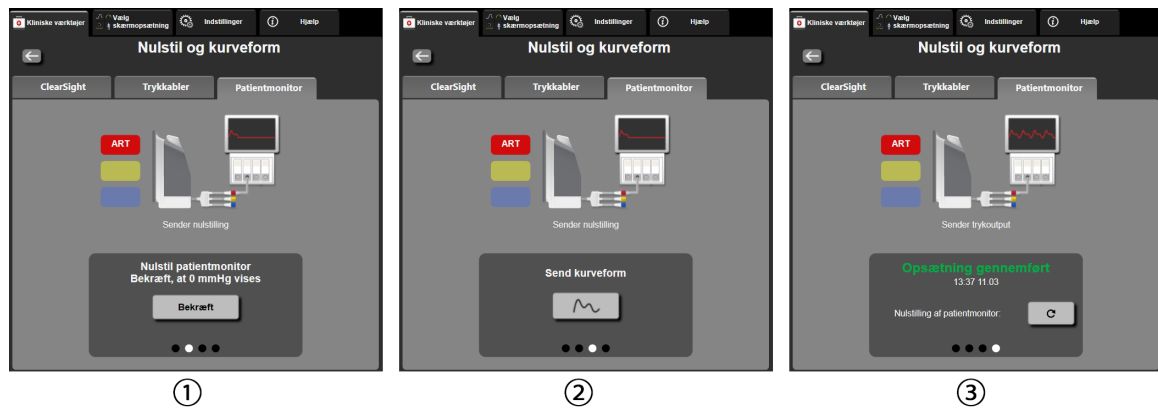 Kliniske værktøjer
Vælg
skærmopsætning
Indstillinger
Hjælp
Nulstil og kurveform
ClearSight
Trykkabler
Patientmonitor
ART
Sender nulstilling
Nulstil patientmonitor
Bekræft, at 0 mmHg vises
Bekræft
①
Kliniske værktøjer
Vælg
skærmopsætning
Indstillinger
Hjælp
Nulstil og kurveform
ClearSight
Trykkabler
Patientmonitor
ART
Sender nulstilling
Send kurveform
②
Kliniske værktøjer
Vælg
skærmopsætning
Indstillinger
Hjælp
Nulstil og kurveform
ClearSight
Trykkabler
Patientmonitor
ART
Sender trykoutput
Opsætning gennemført
13:37 11.03
Nulstilling af patientmonitor:
③